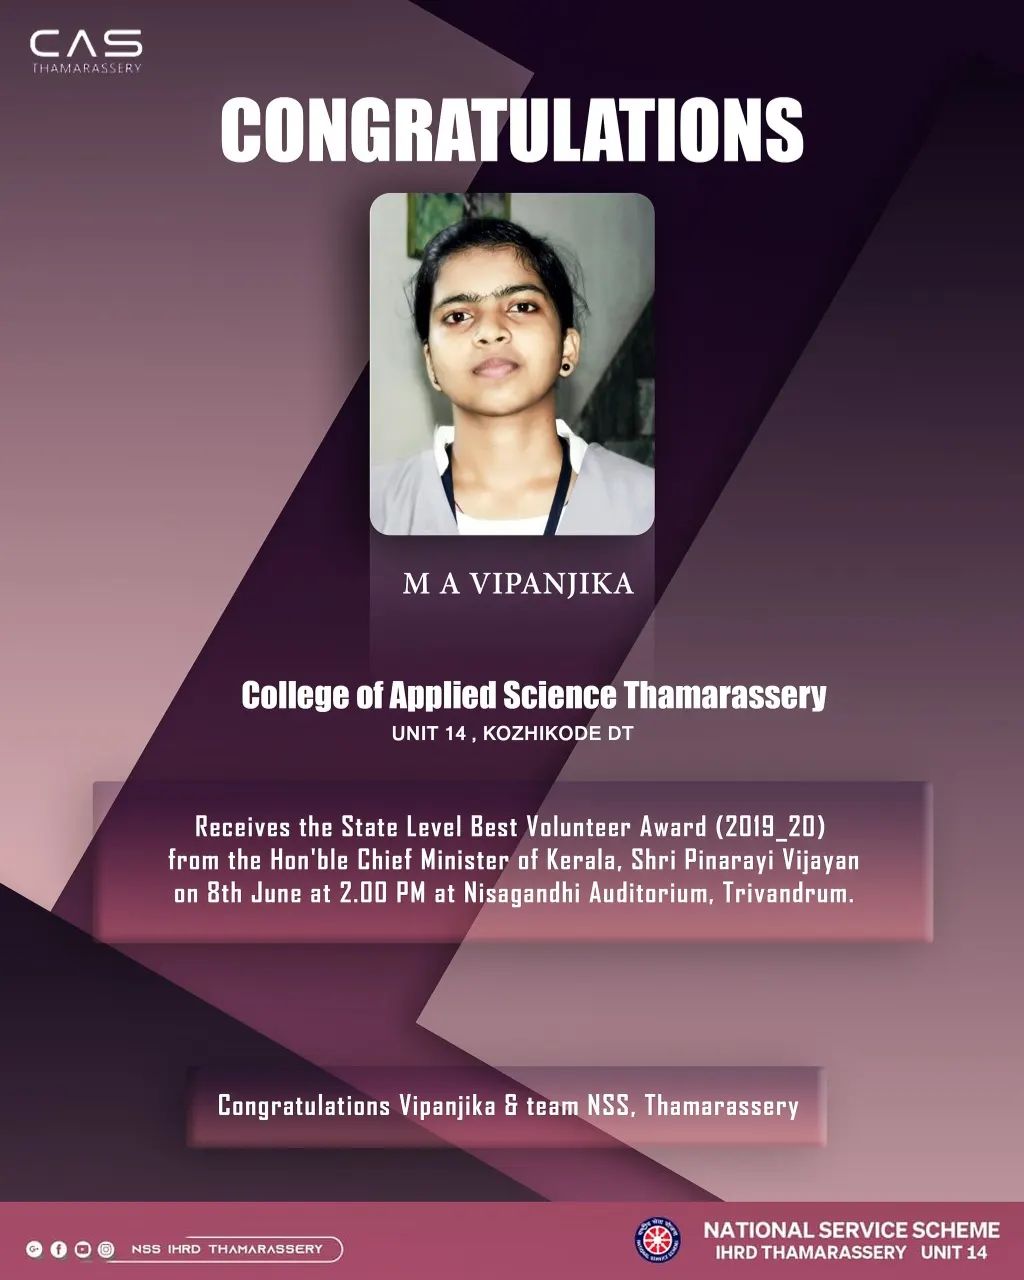 CAS
THAMARASSERY
CONGRATULATIONS
M A VIPANJIKA
College of Applied Science Thamarassery
UNIT 14 , KOZHIKODE DT
Receives the State Level Best Volunteer Award (2019_20)
from the Hon'ble Chief Minister of Kerala, Shri Pinarayi Vijayan
on 8th June at 2.00 PM at Nisagandhi Auditorium, Trivandrum.
Congratulations Vipanjika & team NSS, Thamarassery
NSS IHRD THAMARASSERY
NATIONAL SERVICE SCHEME
IHRD THAMARASSERY UNIT 14